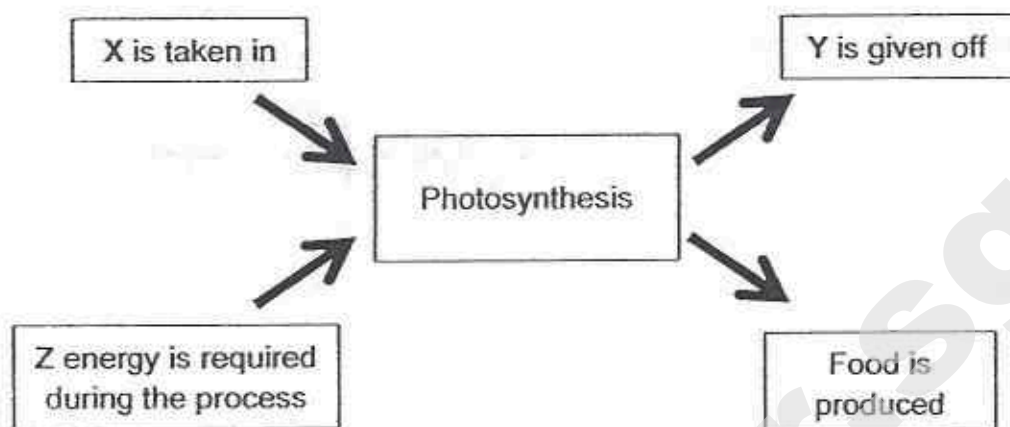 X is taken in
Y is given off
Photosynthesis
Z energy is required
during the process
Food is
produced